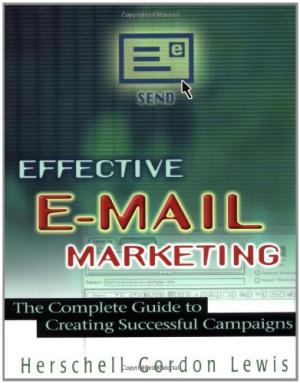 e
SEND
EFFECTIVE
E-MAIL
MARKETING
The Complete Guide to
Creating Successful Campaigns
Herschell Gordon Lewis